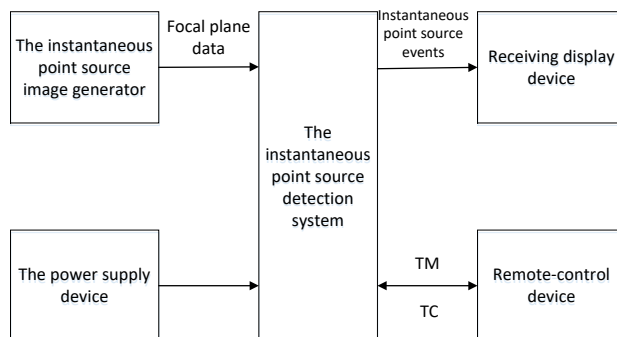 The instantaneous
point source
image generator
Focal plane
data
The
instantaneous
point source
detection
system
Instantaneous
point source
events
Receiving display
device
The power supply
device
TM
TC
Remote-control
device